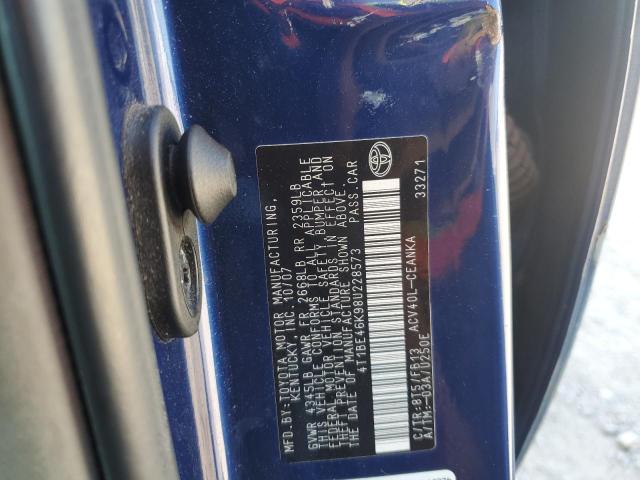 MFD.BY:TOYOTA MOTOR MANUFACTURING,
KENTUCKY, INC. 10/07
GVWR 4345LB GAWR FR 2668LB RR 2359LB
THIS VEHICLE CONFORMS TO ALL APPLICABLE
FEDERAL MOTOR VEHICLE SAFETY, BUMPER AND
THEFT PREVENTION STANDARDS IN EFFECT ON
THE DATE OF MANUFACTURE SHOWN ABOVE.
4T1BE46K98U228573 PASS.CAR
ACV40L-CEANKA
C/TR:8T5/FB13
A/TM:-03A/U250E
33271